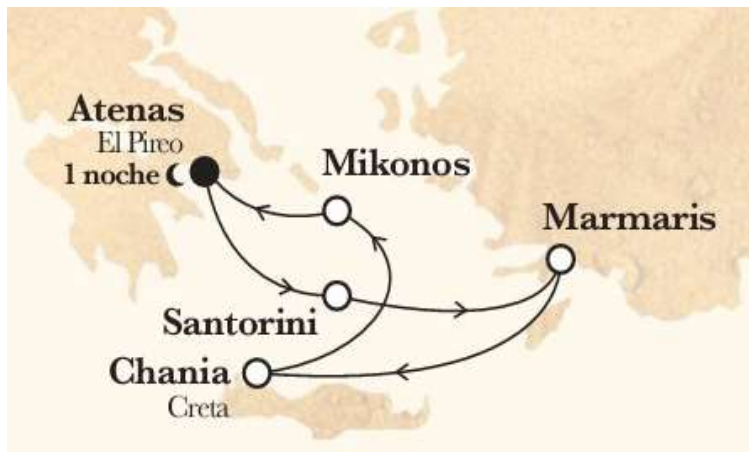 Atenas
El Pireo
1 noche
Mikonos
Marmaris
Santorini
Chania
Creta